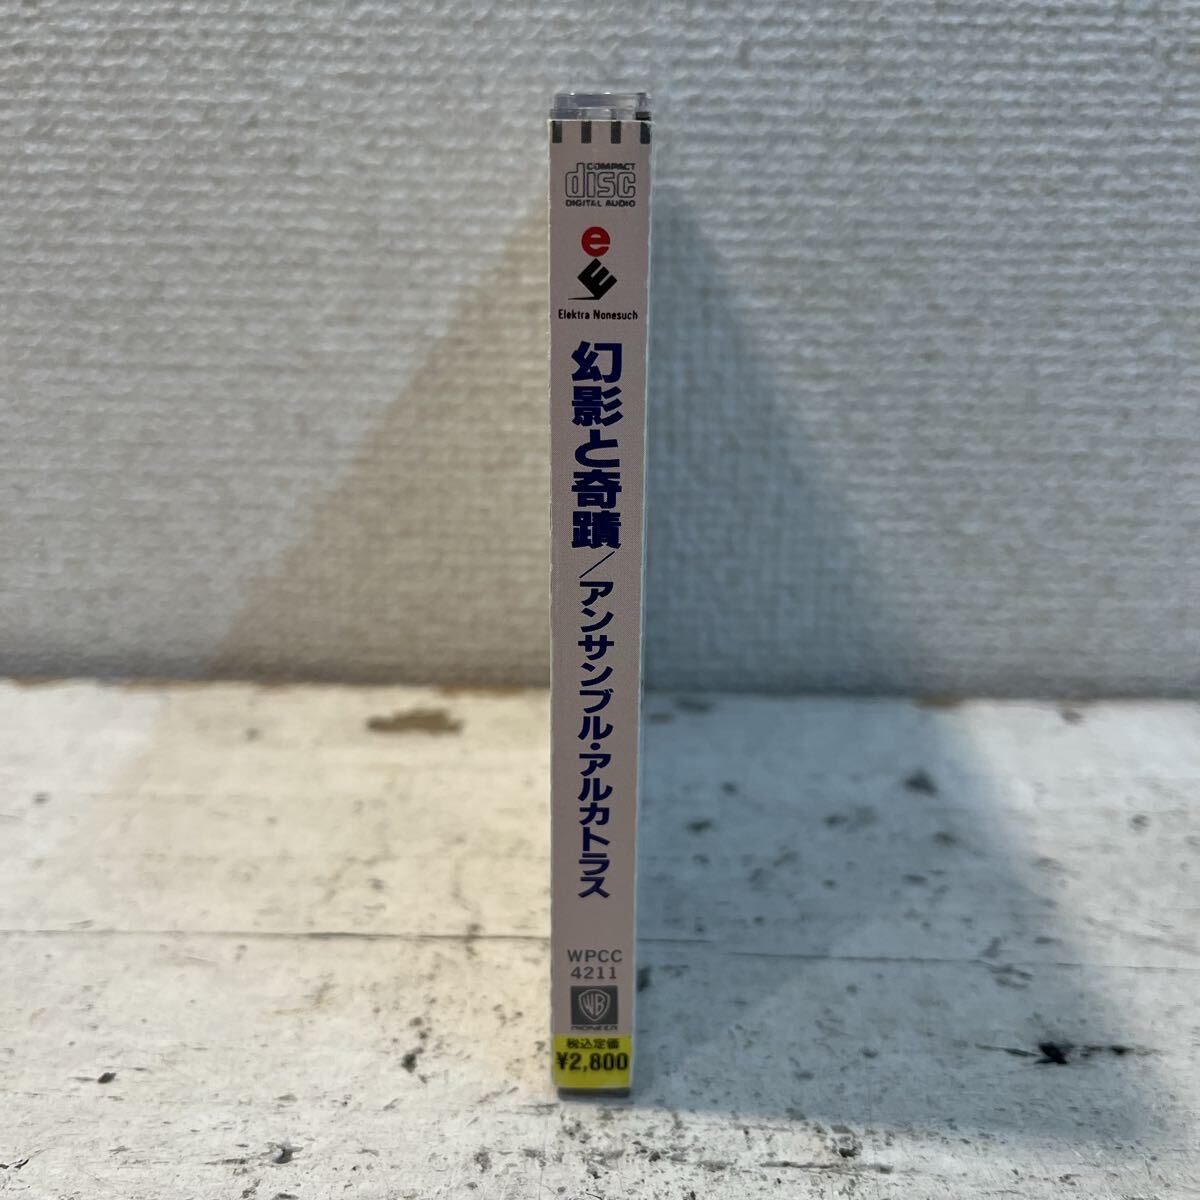 COMPACT
disc
DIGITAL AUDIO
e
Elektra Nonesuch
幻影と奇蹟/アンサンブル・アルカトラス
WPCC
4211
WB
PIONEER
税込定価
¥2,800